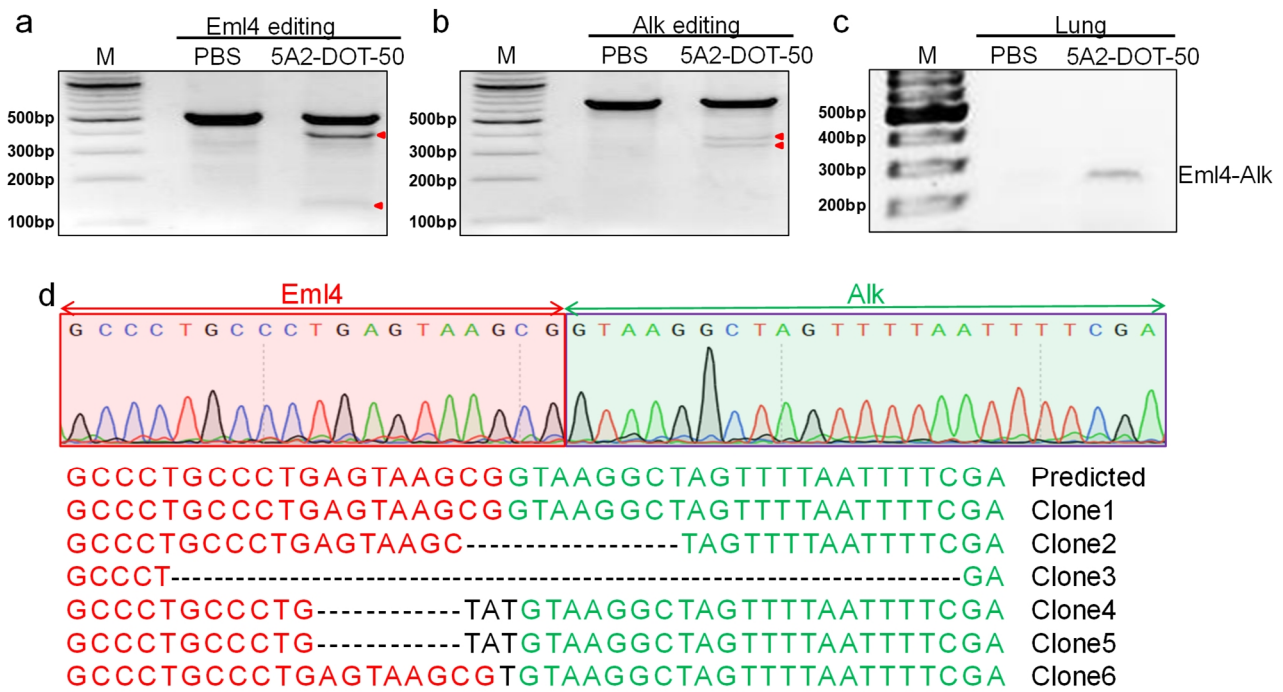 a
Eml4 editing
M PBS 5A2-DOT-50
500bp
300bp
200bp
100bp
b
Alk editing
M PBS 5A2-DOT-50
500bp
300bp
200bp
100bp
c
Lung
M PBS 5A2-DOT-50
500bp
400bp
300bp
200bp
Eml4-Alk
d
Eml4 Alk
G C C C T G C C C T G A G T A A G C G G T A A G G C T A G T T T T A A T T T T C G A
GCCCTGCCCTGAGTAAGCGGTAAGGCTAGTTTTAATTTTCGA Predicted
GCCCTGCCCTGAGTAAGCGGTAAGGCTAGTTTTAATTTTCGA Clone1
GCCCTGCCCTGAGTAAGC----------------TAGTTTTAATTTTCGA Clone2
GCCCT------------------------------------------------------------GA Clone3
GCCCTGCCCTG-----------TATGTAAGGCTAGTTTTAATTTTCGA Clone4
GCCCTGCCCTG-----------TATGTAAGGCTAGTTTTAATTTTCGA Clone5
GCCCTGCCCTGAGTAAGCGTGTAAGGCTAGTTTTAATTTTCGA Clone6